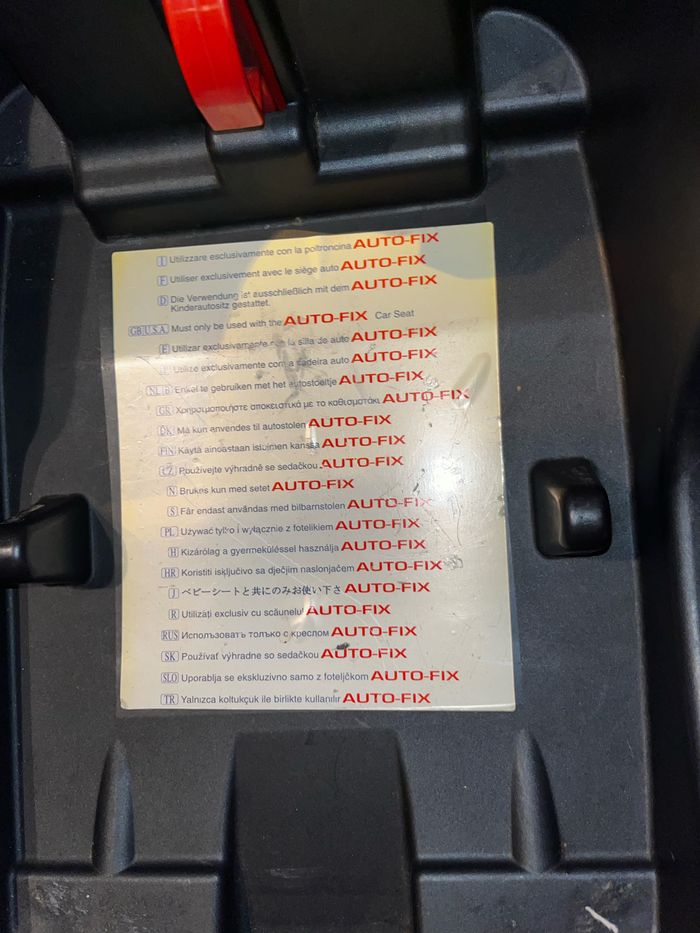 I Utilizzare esclusivamente con la poltroncina AUTO-FIX
F Utiliser exclusivement avec le siège auto AUTO-FIX
D Die Verwendung ist ausschließlich mit dem AUTO-FIX
Kinderautositz gestattet.
GB U.S.A. Must only be used with the AUTO-FIX Car Seat
E Utilizar exclusivamente con la silla de auto AUTO-FIX
Utilize exclusivamente com a cadeira auto AUTO-FIX
NL B Enkel te gebruiken met het autostoeltje AUTO-FIX
GR Χρησιμοποιήστε αποκειστικά με το καθισματάκι AUTO-FIX
DK Må kun anvendes til autostolen AUTO-FIX
FIN Käytä ainoastaan istuimen kanssa AUTO-FIX
CZ Používejte výhradně se sedačkou AUTO-FIX
N Brukes kun med setet AUTO-FIX
S Får endast användas med bilbarnstolen AUTO-FIX
PL Używać tylko i wyłącznie z fotelikiem AUTO-FIX
H Kizárólag a gyermeküléssel használja AUTO-FIX
HR Koristiti isključivo sa dječjim naslonjačem AUTO-FIX
J ベビーシートと共にのみお使い下さ AUTO-FIX
R Utilizați exclusiv cu scăunelul AUTO-FIX
RUS Использовать только с креслом AUTO-FIX
SK Používať výhradne so sedačkou AUTO-FIX
SLO Uporablja se ekskluzivno samo z foteljčkom AUTO-FIX
TR Yalnızca koltukçuk ile birlikte kullanılır AUTO-FIX